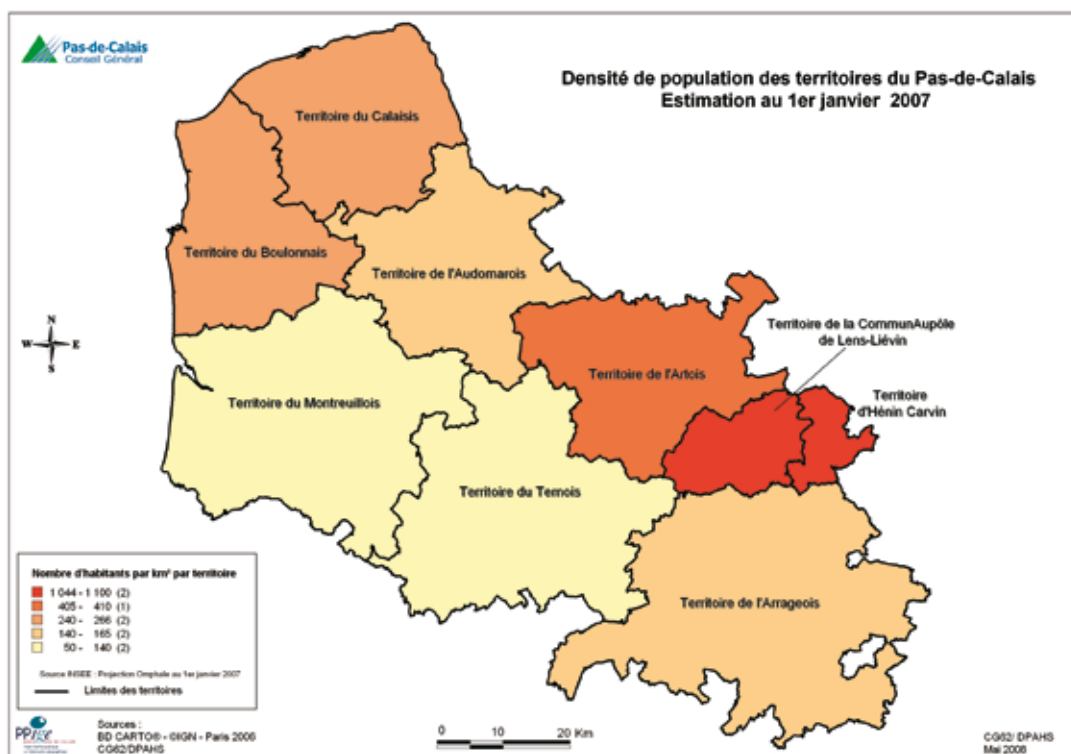 Pas-de-Calais
Conseil Général
Densité de population des territoires du Pas-de-Calais
Estimation au 1er janvier 2007
Territoire du Calaisis
Territoire du Boulonnais
Territoire de l'Audomarois
Territoire de la CommunAupôle
de Lens-Liévin
Territoire de l'Artois
Territoire
d'Hénin Carvin
Territoire du Montreuillois
Territoire du Ternois
Territoire de l'Arrageois
N
W E
S
Nombre d'habitants par km² par territoire
1 044 - 1 100 (2)
405 - 410 (1)
240 - 266 (2)
140 - 165 (2)
50 - 140 (2)
Source INSEE : Projection Omphale au 1er janvier 2007
Limites des territoires
Sources :
BD CARTO® - ©IGN - Paris 2006
CG62/DPAHS
0 10 20 Km
CG62/ DPAHS
Mai 2008